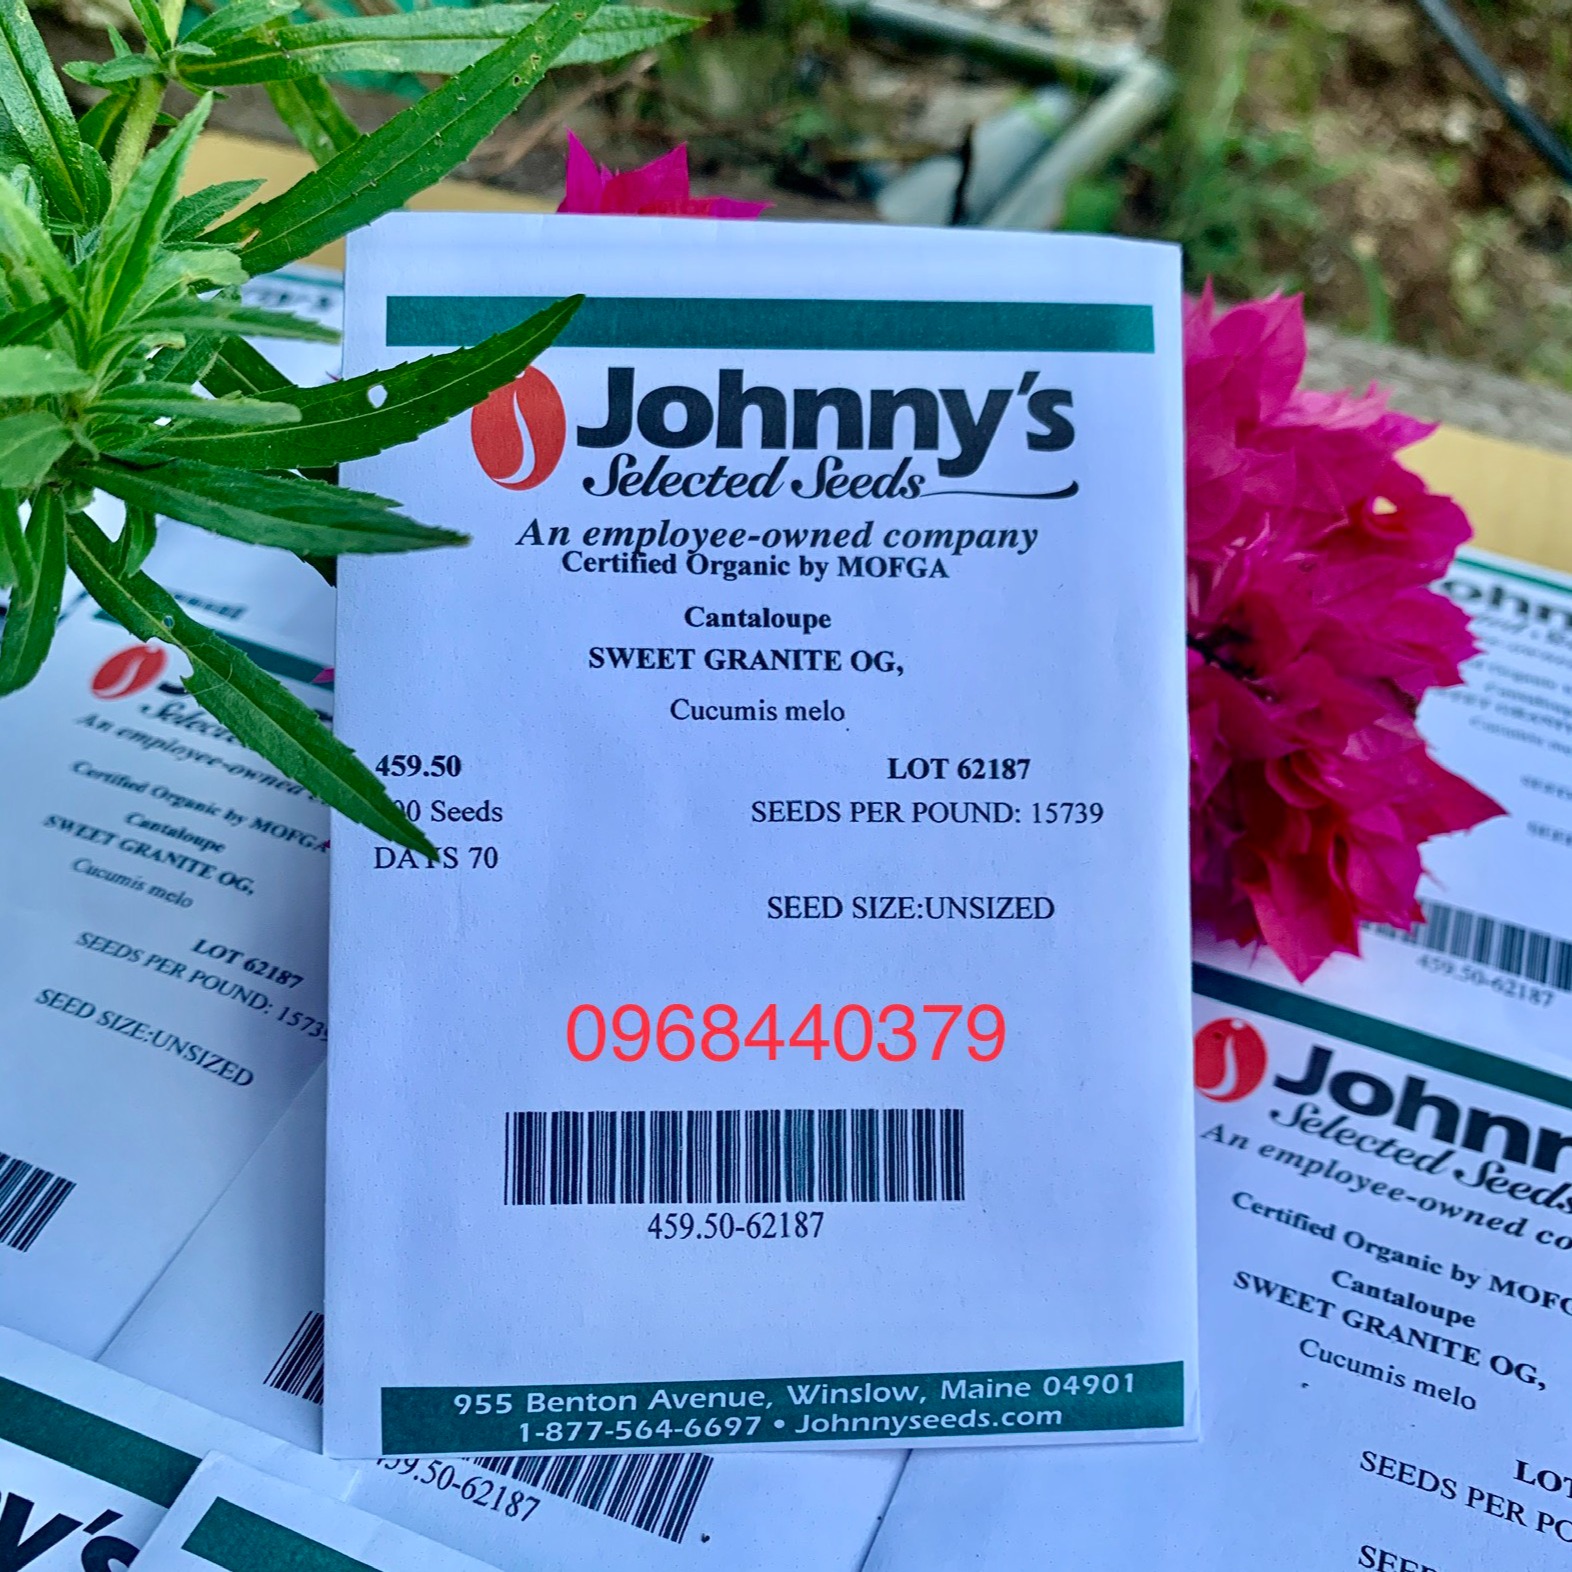 Johnny's
Selected Seeds
An employee-owned company
Certified Organic by MOFGA
Cantaloupe
SWEET GRANITE OG,
Cucumis melo
459.50
LOT 62187
Seeds
SEEDS PER POUND: 15739
DAYS 70
SEED SIZE:UNSIZED
0968440379
459.50-62187
955 Benton Avenue, Winslow, Maine 04901
1-877-564-6697 • Johnnyseeds.com
An employee-owned
Certified Organic by MOFGA
Cantaloupe
SWEET GRANITE OG,
Cucumis melo
LOT 62187
SEEDS PER POUND: 15739
SEED SIZE:UNSIZED
459.50-62187
459.50-62187
Selected Seeds
An employee-owned
Certified Organic by
Cantaloupe
SWEET GRANITE OG,
Cucumis melo
SEEDS PER